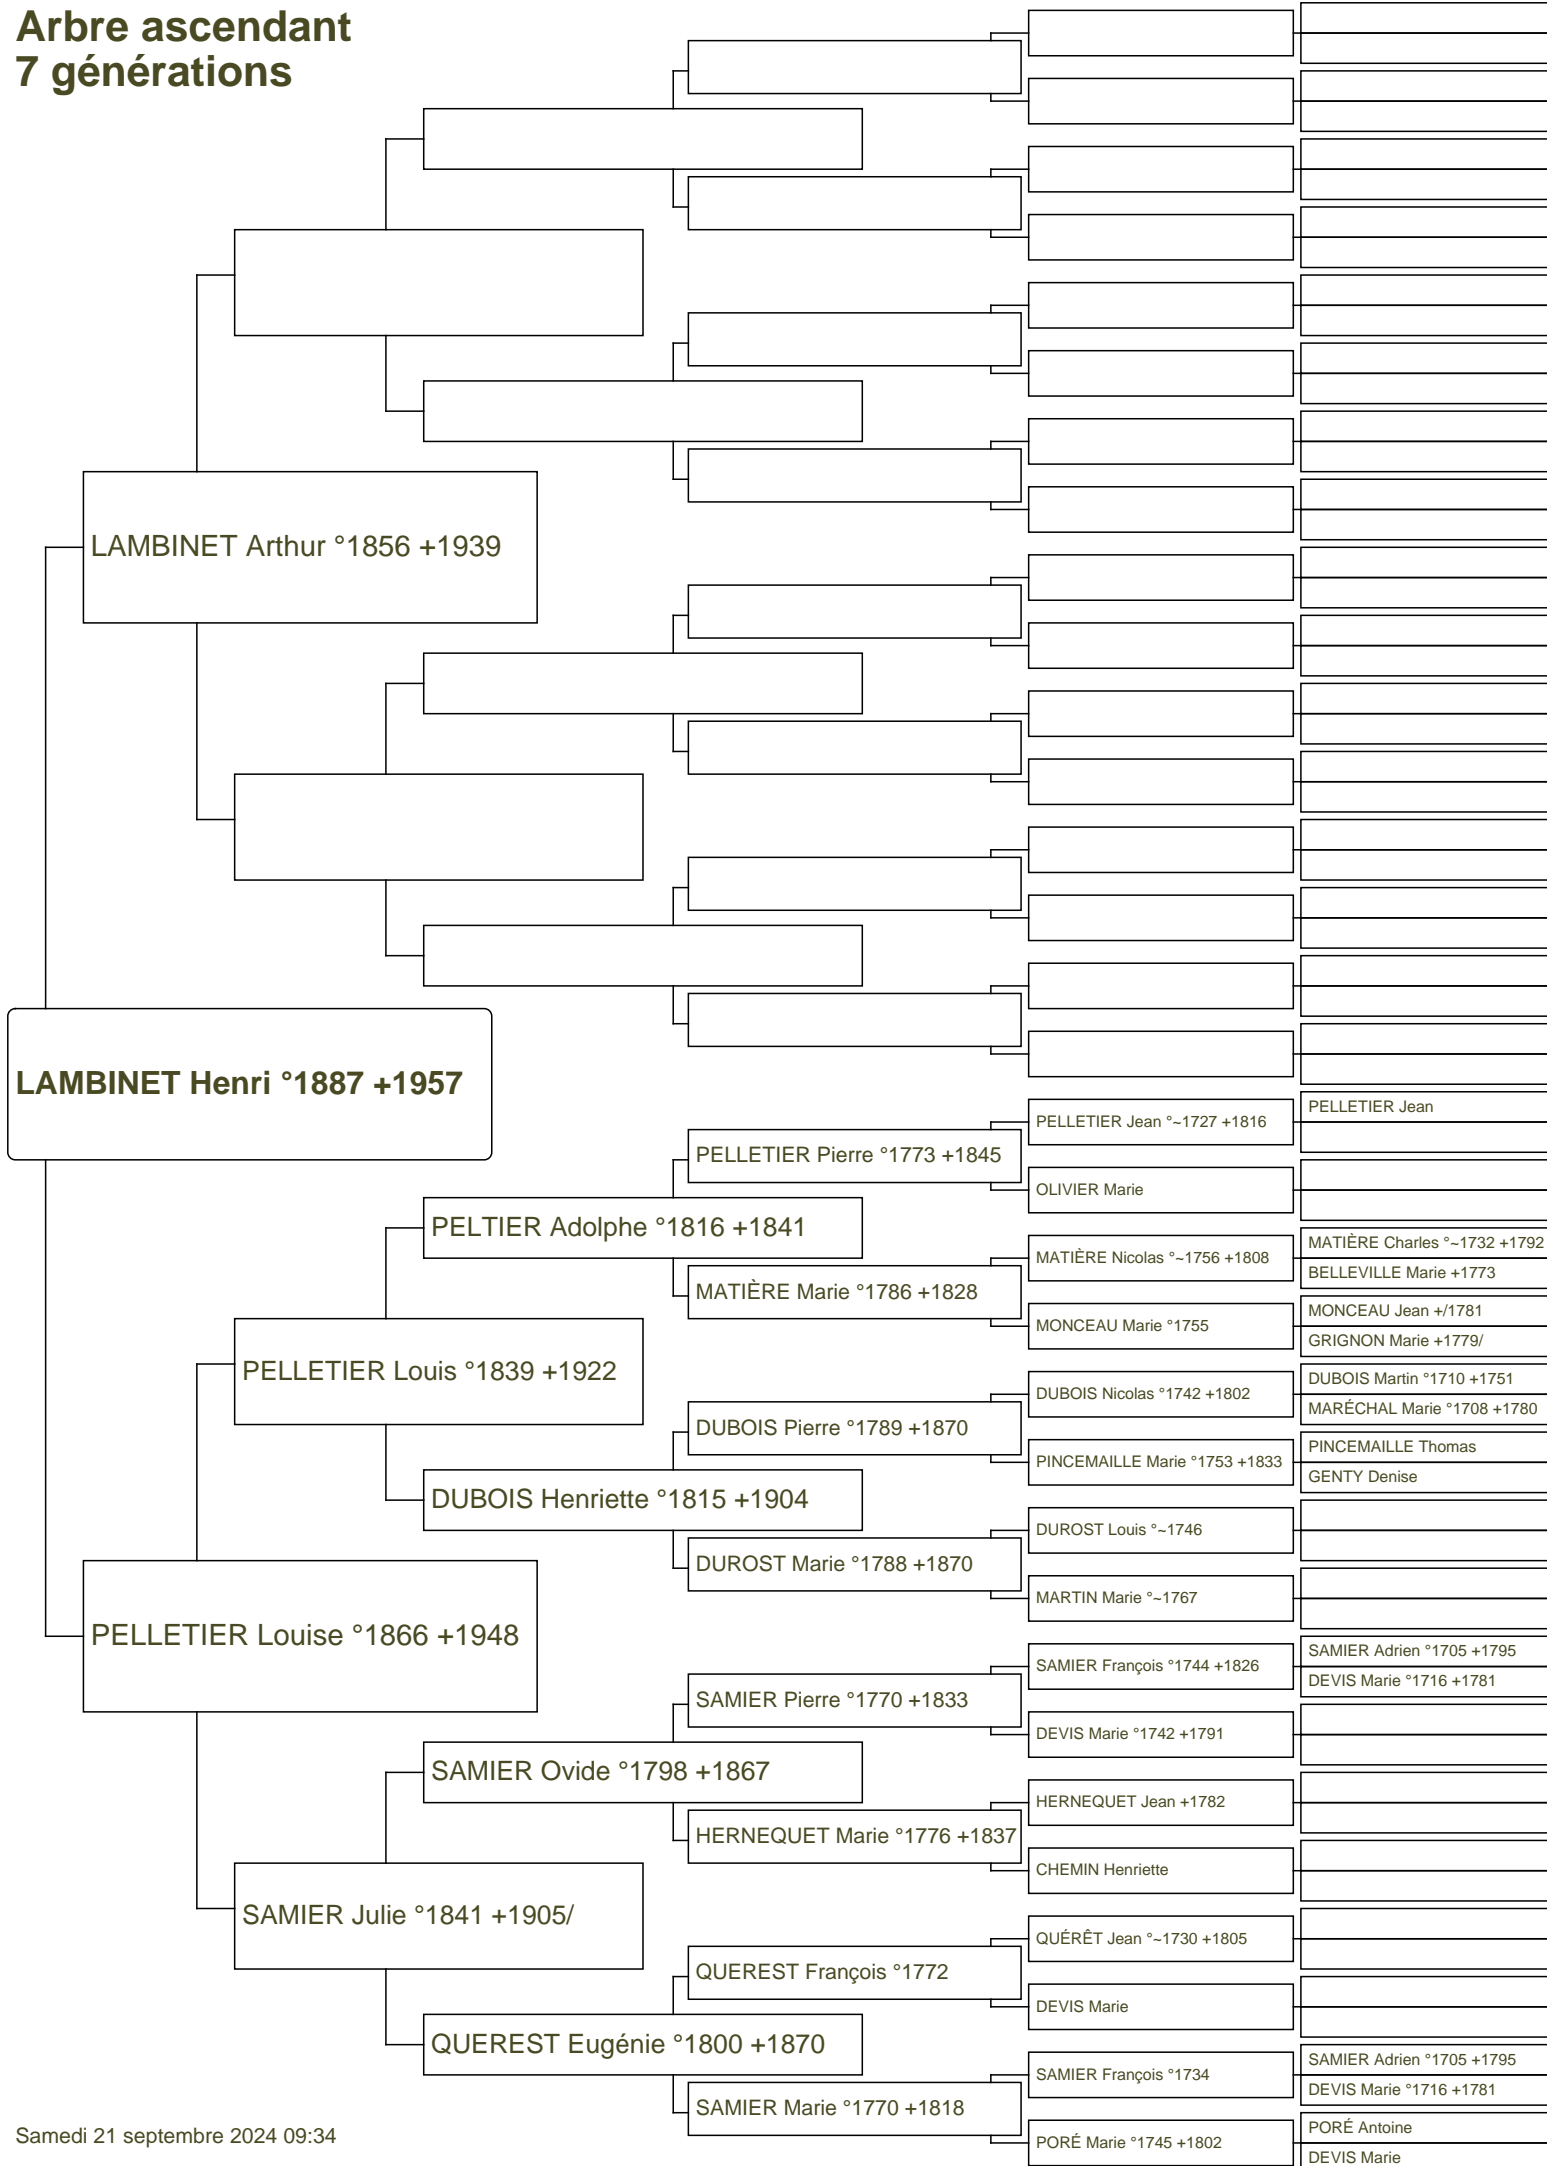 Arbre ascendant
7 générations
LAMBINET Arthur °1856 +1939
LAMBINET Henri °1887 +1957
PELLETIER Jean °~1727 +1816
PELLETIER Jean
PELLETIER Pierre °1773 +1845
OLIVIER Marie
PELTIER Adolphe °1816 +1841
MATIÈRE Nicolas °~1756 +1808
MATIÈRE Charles °~1732 +1792
BELLEVILLE Marie +1773
MATIÈRE Marie °1786 +1828
MONCEAU Marie °1755
MONCEAU Jean +/1781
GRIGNON Marie +1779/
PELLETIER Louis °1839 +1922
DUBOIS Nicolas °1742 +1802
DUBOIS Martin °1710 +1751
MARÉCHAL Marie °1708 +1780
DUBOIS Pierre °1789 +1870
PINCEMAILLE Marie °1753 +1833
PINCEMAILLE Thomas
GENTY Denise
DUBOIS Henriette °1815 +1904
DUROST Louis °~1746
DUROST Marie °1788 +1870
MARTIN Marie °~1767
PELLETIER Louise °1866 +1948
SAMIER François °1744 +1826
SAMIER Adrien °1705 +1795
DEVIS Marie °1716 +1781
SAMIER Pierre °1770 +1833
DEVIS Marie °1742 +1791
SAMIER Ovide °1798 +1867
HERNEQUET Jean +1782
HERNEQUET Marie °1776 +1837
CHEMIN Henriette
SAMIER Julie °1841 +1905/
QUÉRÊT Jean °~1730 +1805
QUEREST François °1772
DEVIS Marie
QUEREST Eugénie °1800 +1870
SAMIER François °1734
SAMIER Adrien °1705 +1795
DEVIS Marie °1716 +1781
SAMIER Marie °1770 +1818
PORÉ Marie °1745 +1802
PORÉ Antoine
DEVIS Marie
Samedi 21 septembre 2024 09:34